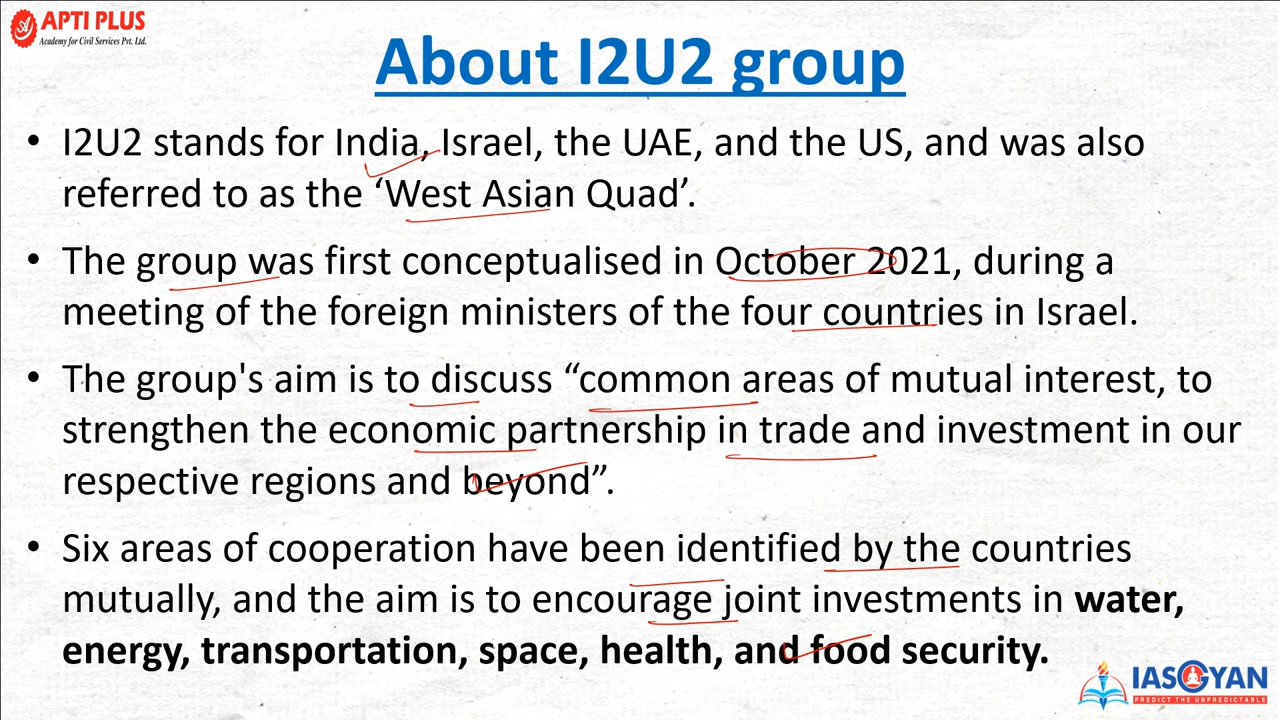 APTI PLUS
Academy for Civil Services Pvt. Ltd.
About I2U2 group
• I2U2 stands for India, Israel, the UAE, and the US, and was also
referred to as the ‘West Asian Quad’.
• The group was first conceptualised in October 2021, during a
meeting of the foreign ministers of the four countries in Israel.
• The group's aim is to discuss “common areas of mutual interest, to
strengthen the economic partnership in trade and investment in our
respective regions and beyond”.
• Six areas of cooperation have been identified by the countries
mutually, and the aim is to encourage joint investments in water,
energy, transportation, space, health, and food security.
IASGYAN
PREDICT THE UNPREDICTABLE